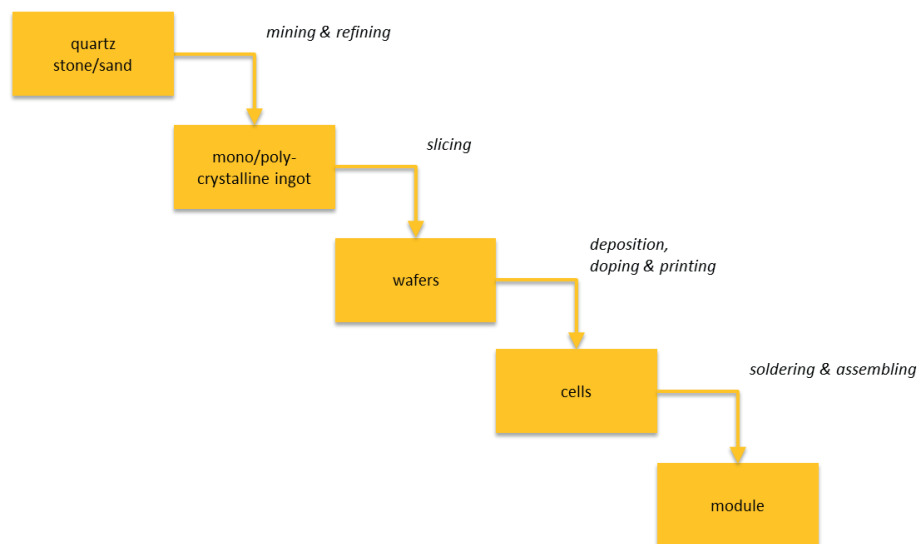 quartz
stone/sand
mining & refining
mono/poly-
crystalline ingot
slicing
wafers
deposition,
doping & printing
cells
soldering & assembling
module